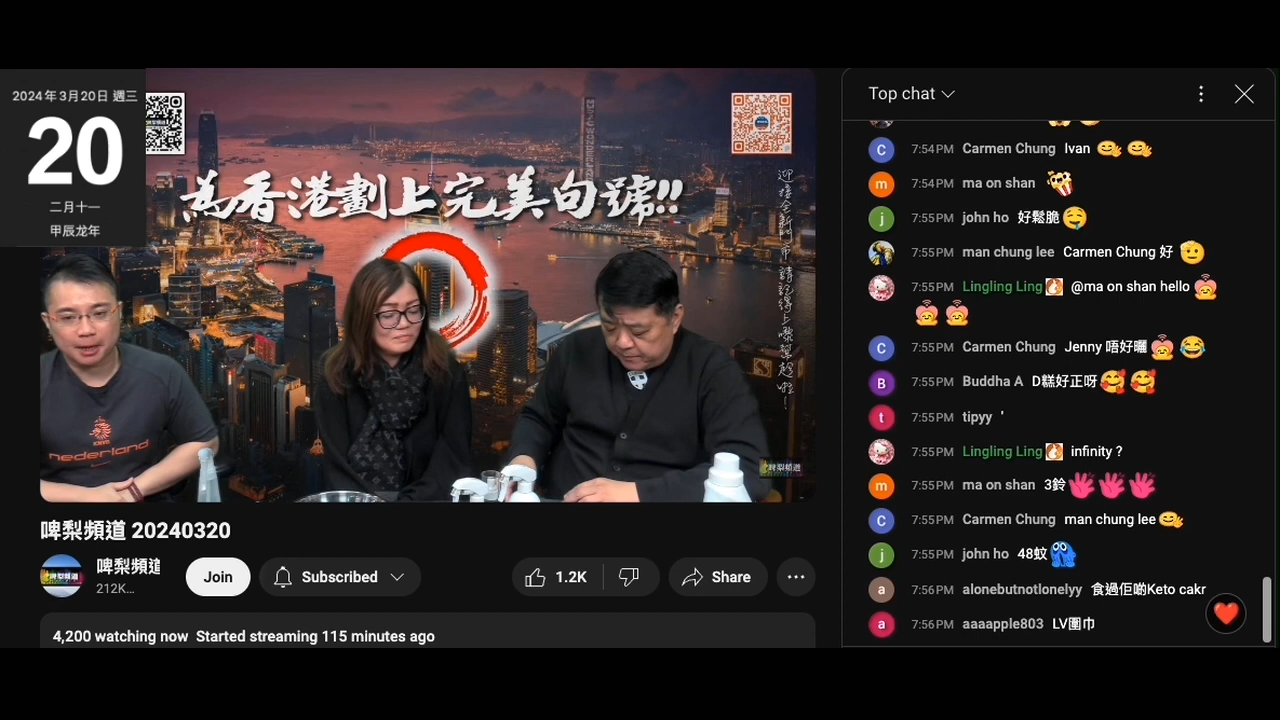 2024年3月20日 週三
20
二月十一
甲辰龙年
為香港劃上完美句號!!
nederland
啤梨頻道
啤梨頻道 20240320
啤梨頻道
212K...
Join
Subscribed
1.2K
Share
4,200 watching now Started streaming 115 minutes ago
Top chat
7:54PM Carmen Chung Ivan
7:54PM ma on shan
7:55PM john ho 好鬆脆
7:55PM man chung lee Carmen Chung 好
7:55PM Lingling Ling @ma on shan hello
7:55PM Carmen Chung Jenny 唔好曬
7:55PM Buddha A D糕好正呀
7:55PM tipyy '
7:55PM Lingling Ling infinity ?
7:55PM ma on shan 3鈴
7:55PM Carmen Chung man chung lee
7:55PM john ho 48蚊
7:56PM alonebutnotlonelyy 食過佢啲Keto cakr
7:56PM aaaapple803 LV圍巾